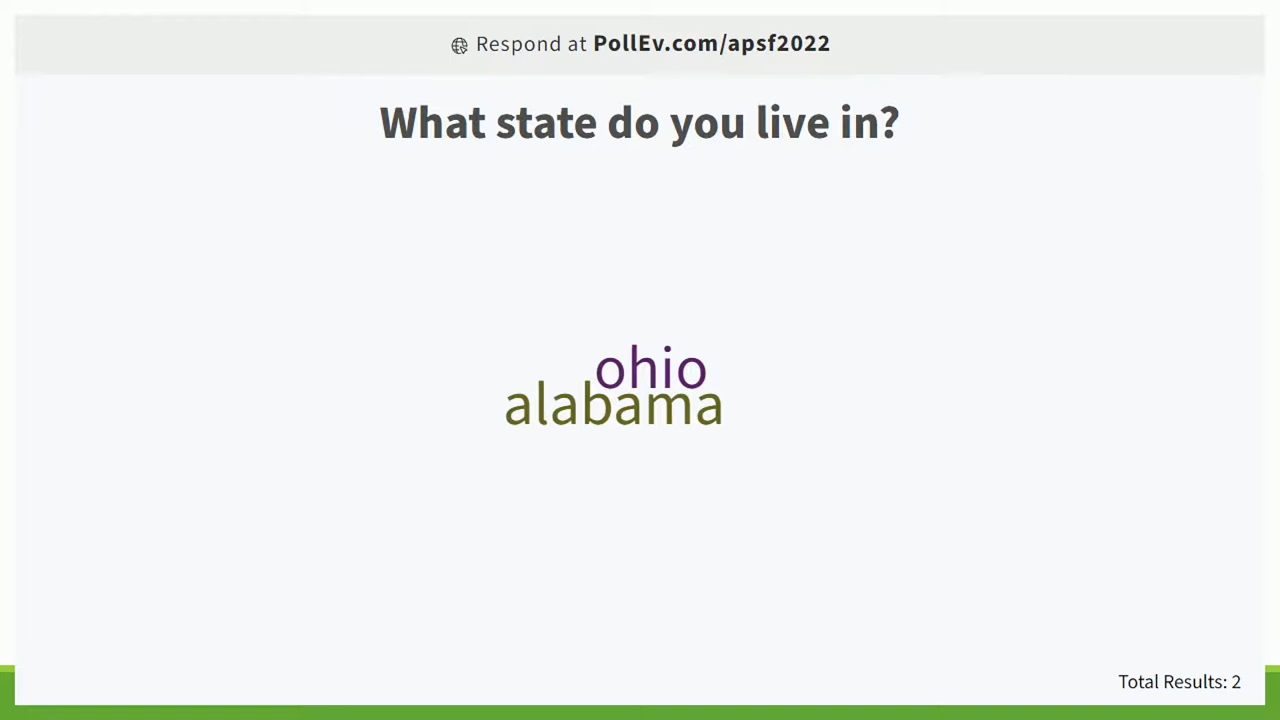 Respond at PollEv.com/apsf2022
What state do you live in?
ohio
alabama
Total Results: 2